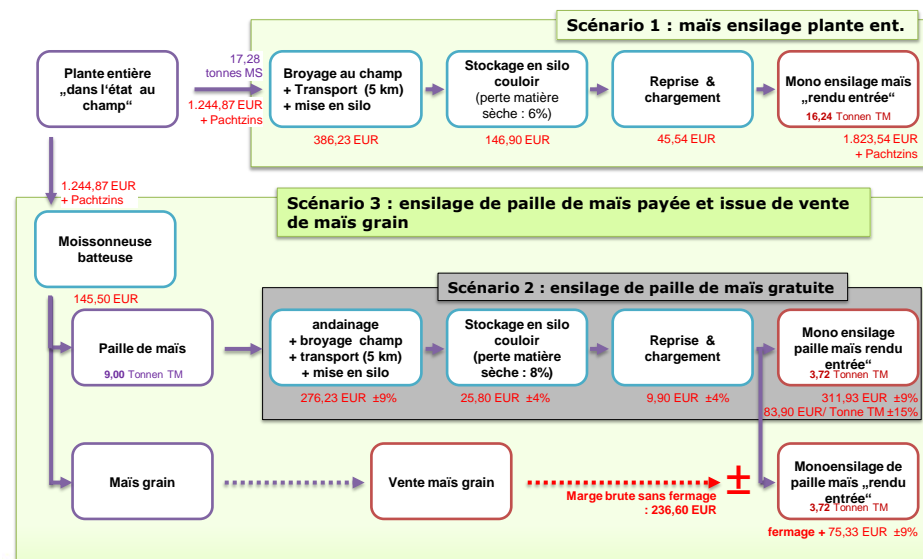 Scénario 1 : maïs ensilage plante ent.
Plante entière
„dans l‘état au
champ“
17,28
tonnes MS
1.244,87 EUR
+ Pachtzins
Broyage au champ
+ Transport (5 km)
+ mise en silo
386,23 EUR
Stockage en silo
couloir
(perte matière
sèche : 6%)
146,90 EUR
Reprise &
chargement
45,54 EUR
Mono ensilage maïs
„rendu entrée“
16,24 Tonnen TM
1.823,54 EUR
+ Pachtzins
1.244,87 EUR
+ Pachtzins
Scénario 3 : ensilage de paille de maïs payée et issue de vente
de maïs grain
Moissonneuse
batteuse
145,50 EUR
Scénario 2 : ensilage de paille de maïs gratuite
Paille de maïs
9,00 Tonnen TM
andainage
+ broyage champ
+ transport (5 km)
+ mise en silo
276,23 EUR ±9%
Stockage en silo
couloir
(perte matière
sèche : 8%)
25,80 EUR ±4%
Reprise &
chargement
9,90 EUR ±4%
Mono ensilage
paille maïs rendu
entrée“
3,72 Tonnen TM
311,93 EUR ±9%
83,90 EUR/ Tonne TM ±15%
Maïs grain
Vente maïs grain
Marge brute sans fermage
: 236,60 EUR
±
Monoensilage de
paille maïs „rendu
entrée“
3,72 Tonnen TM
fermage + 75,33 EUR ±9%